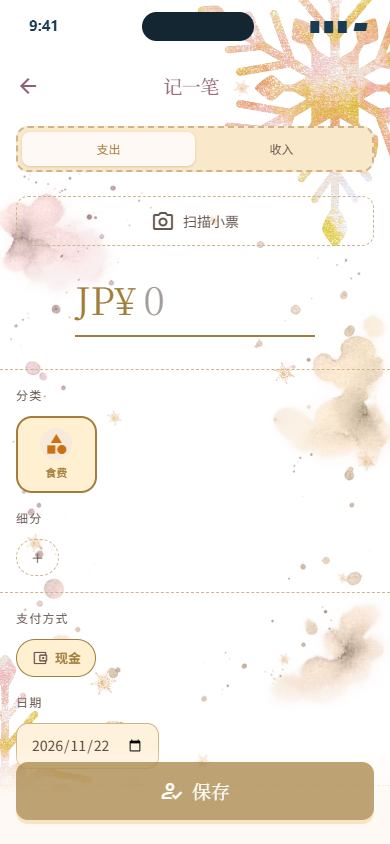 9:41
记一笔
支出
收入
扫描小票
JP¥ 0
分类
食费
细分
+
支付方式
现金
日期
2026/11/22
保存